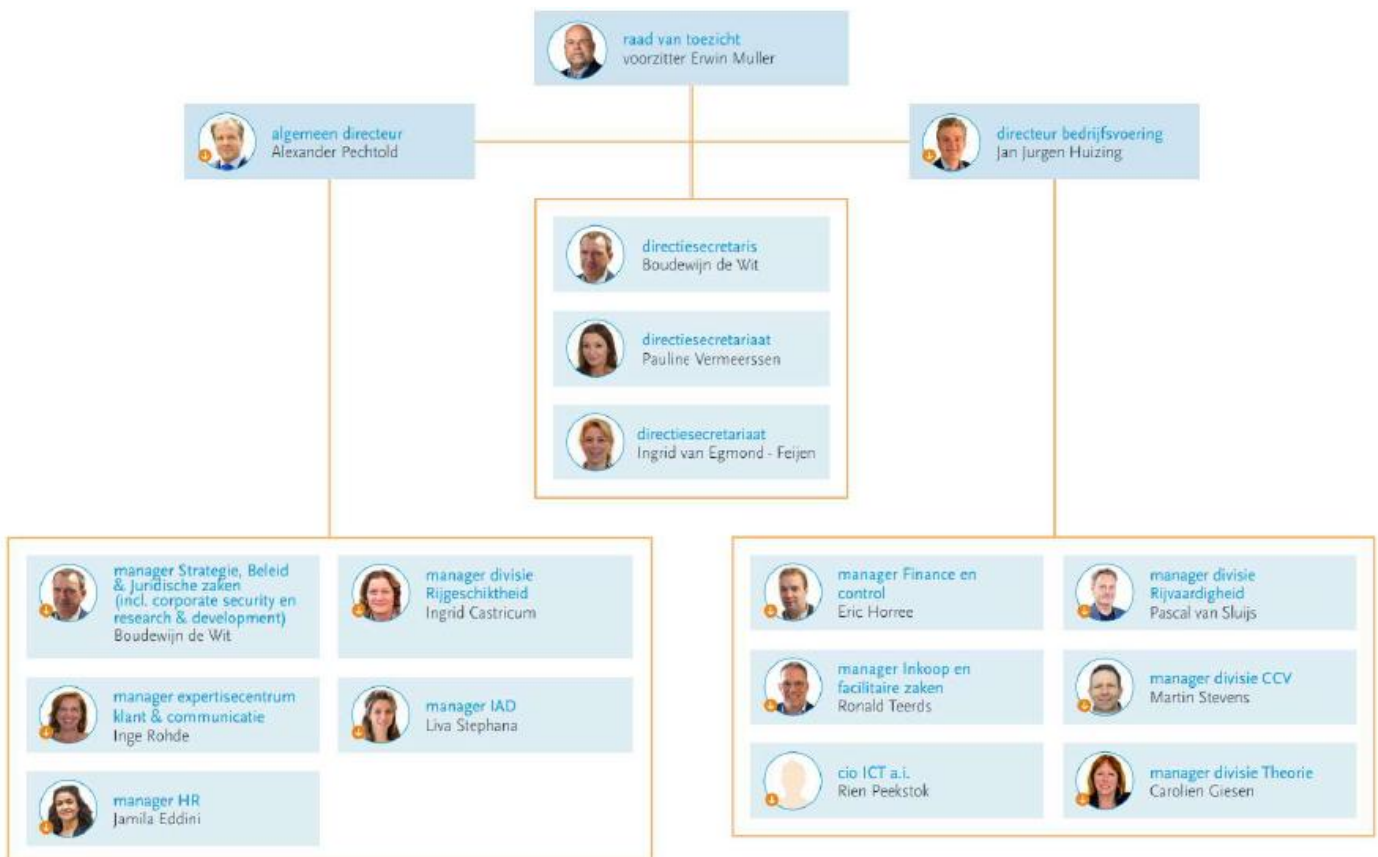 raad van toezicht
voorzitter Erwin Muller
algemeen directeur
Alexander Pechtold
directeur bedrijfsvoering
Jan Jurgen Huizing
directiesecretaris
Boudewijn de Wit
directiesecretariaat
Pauline Vermeerssen
directiesecretariaat
Ingrid van Egmond - Feijen
manager Strategie, Beleid
& Juridische zaken
(incl. corporate security en
research & development)
Boudewijn de Wit
manager divisie
Rijgeschiktheid
Ingrid Castricum
manager expertisecentrum
klant & communicatie
Inge Rohde
manager IAD
Liva Stephana
manager HR
Jamila Eddini
manager Finance en
control
Eric Horree
manager divisie
Rijvaardigheid
Pascal van Sluijs
manager Inkoop en
facilitaire zaken
Ronald Teerds
manager divisie CCV
Martin Stevens
cio ICT a.i.
Rien Peekstok
manager divisie Theorie
Carolien Giesen